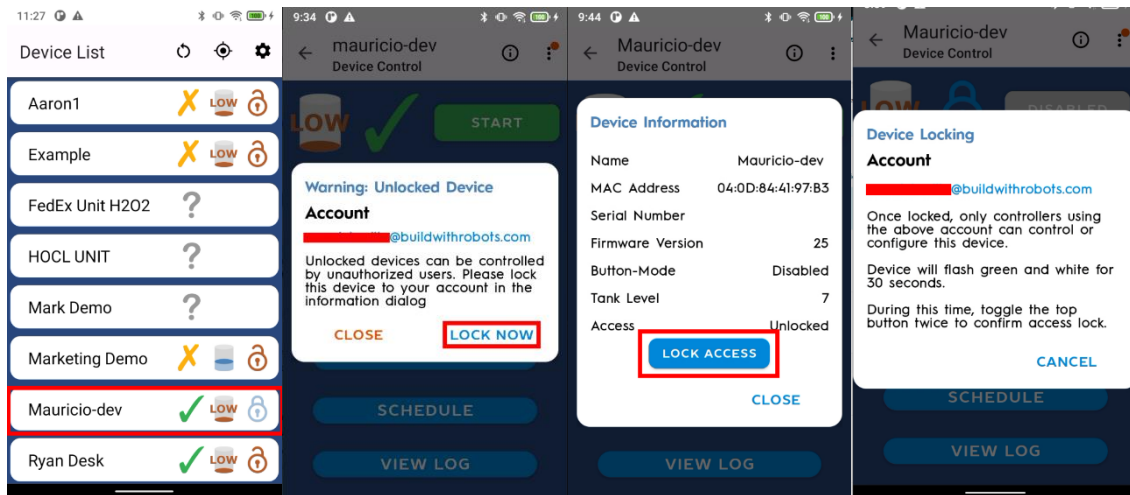 11:27
Device List
Aaron1
LOW
Example
LOW
FedEx Unit H2O2
?
HOCL UNIT
?
Mark Demo
?
Marketing Demo
Mauricio-dev
LOW
Ryan Desk
LOW
9:34
100
mauricio-dev
Device Control
LOW
START
Warning: Unlocked Device
Account
@buildwithrobots.com
Unlocked devices can be controlled
by unauthorized users. Please lock
this device to your account in the
information dialog
CLOSE
LOCK NOW
SCHEDULE
VIEW LOG
9:44
100
Mauricio-dev
Device Control
Device Information
Name Mauricio-dev
MAC Address 04:0D:84:41:97:B3
Serial Number
Firmware Version 25
Button-Mode Disabled
Tank Level 7
Access Unlocked
LOCK ACCESS
CLOSE
VIEW LOG
Mauricio-dev
Device Control
LOW
DISABLED
Device Locking
Account
@buildwithrobots.com
Once locked, only controllers using
the above account can control or
configure this device.
Device will flash green and white for
30 seconds.
During this time, toggle the top
button twice to confirm access lock.
CANCEL
SCHEDULE
VIEW LOG